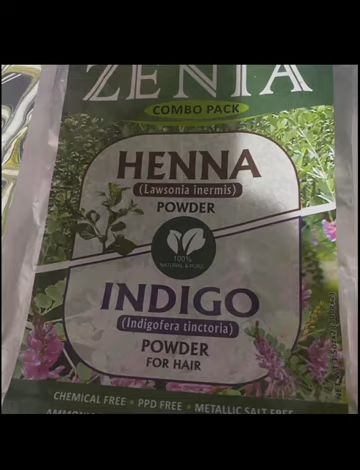 ZENIA
COMBO PACK
HENNA
(Lawsonia inermis)
POWDER
100%
NATURAL & PURE
INDIGO
(Indigofera tinctoria)
POWDER
FOR HAIR
CHEMICAL FREE • PPD FREE • METALLIC SALT FREE